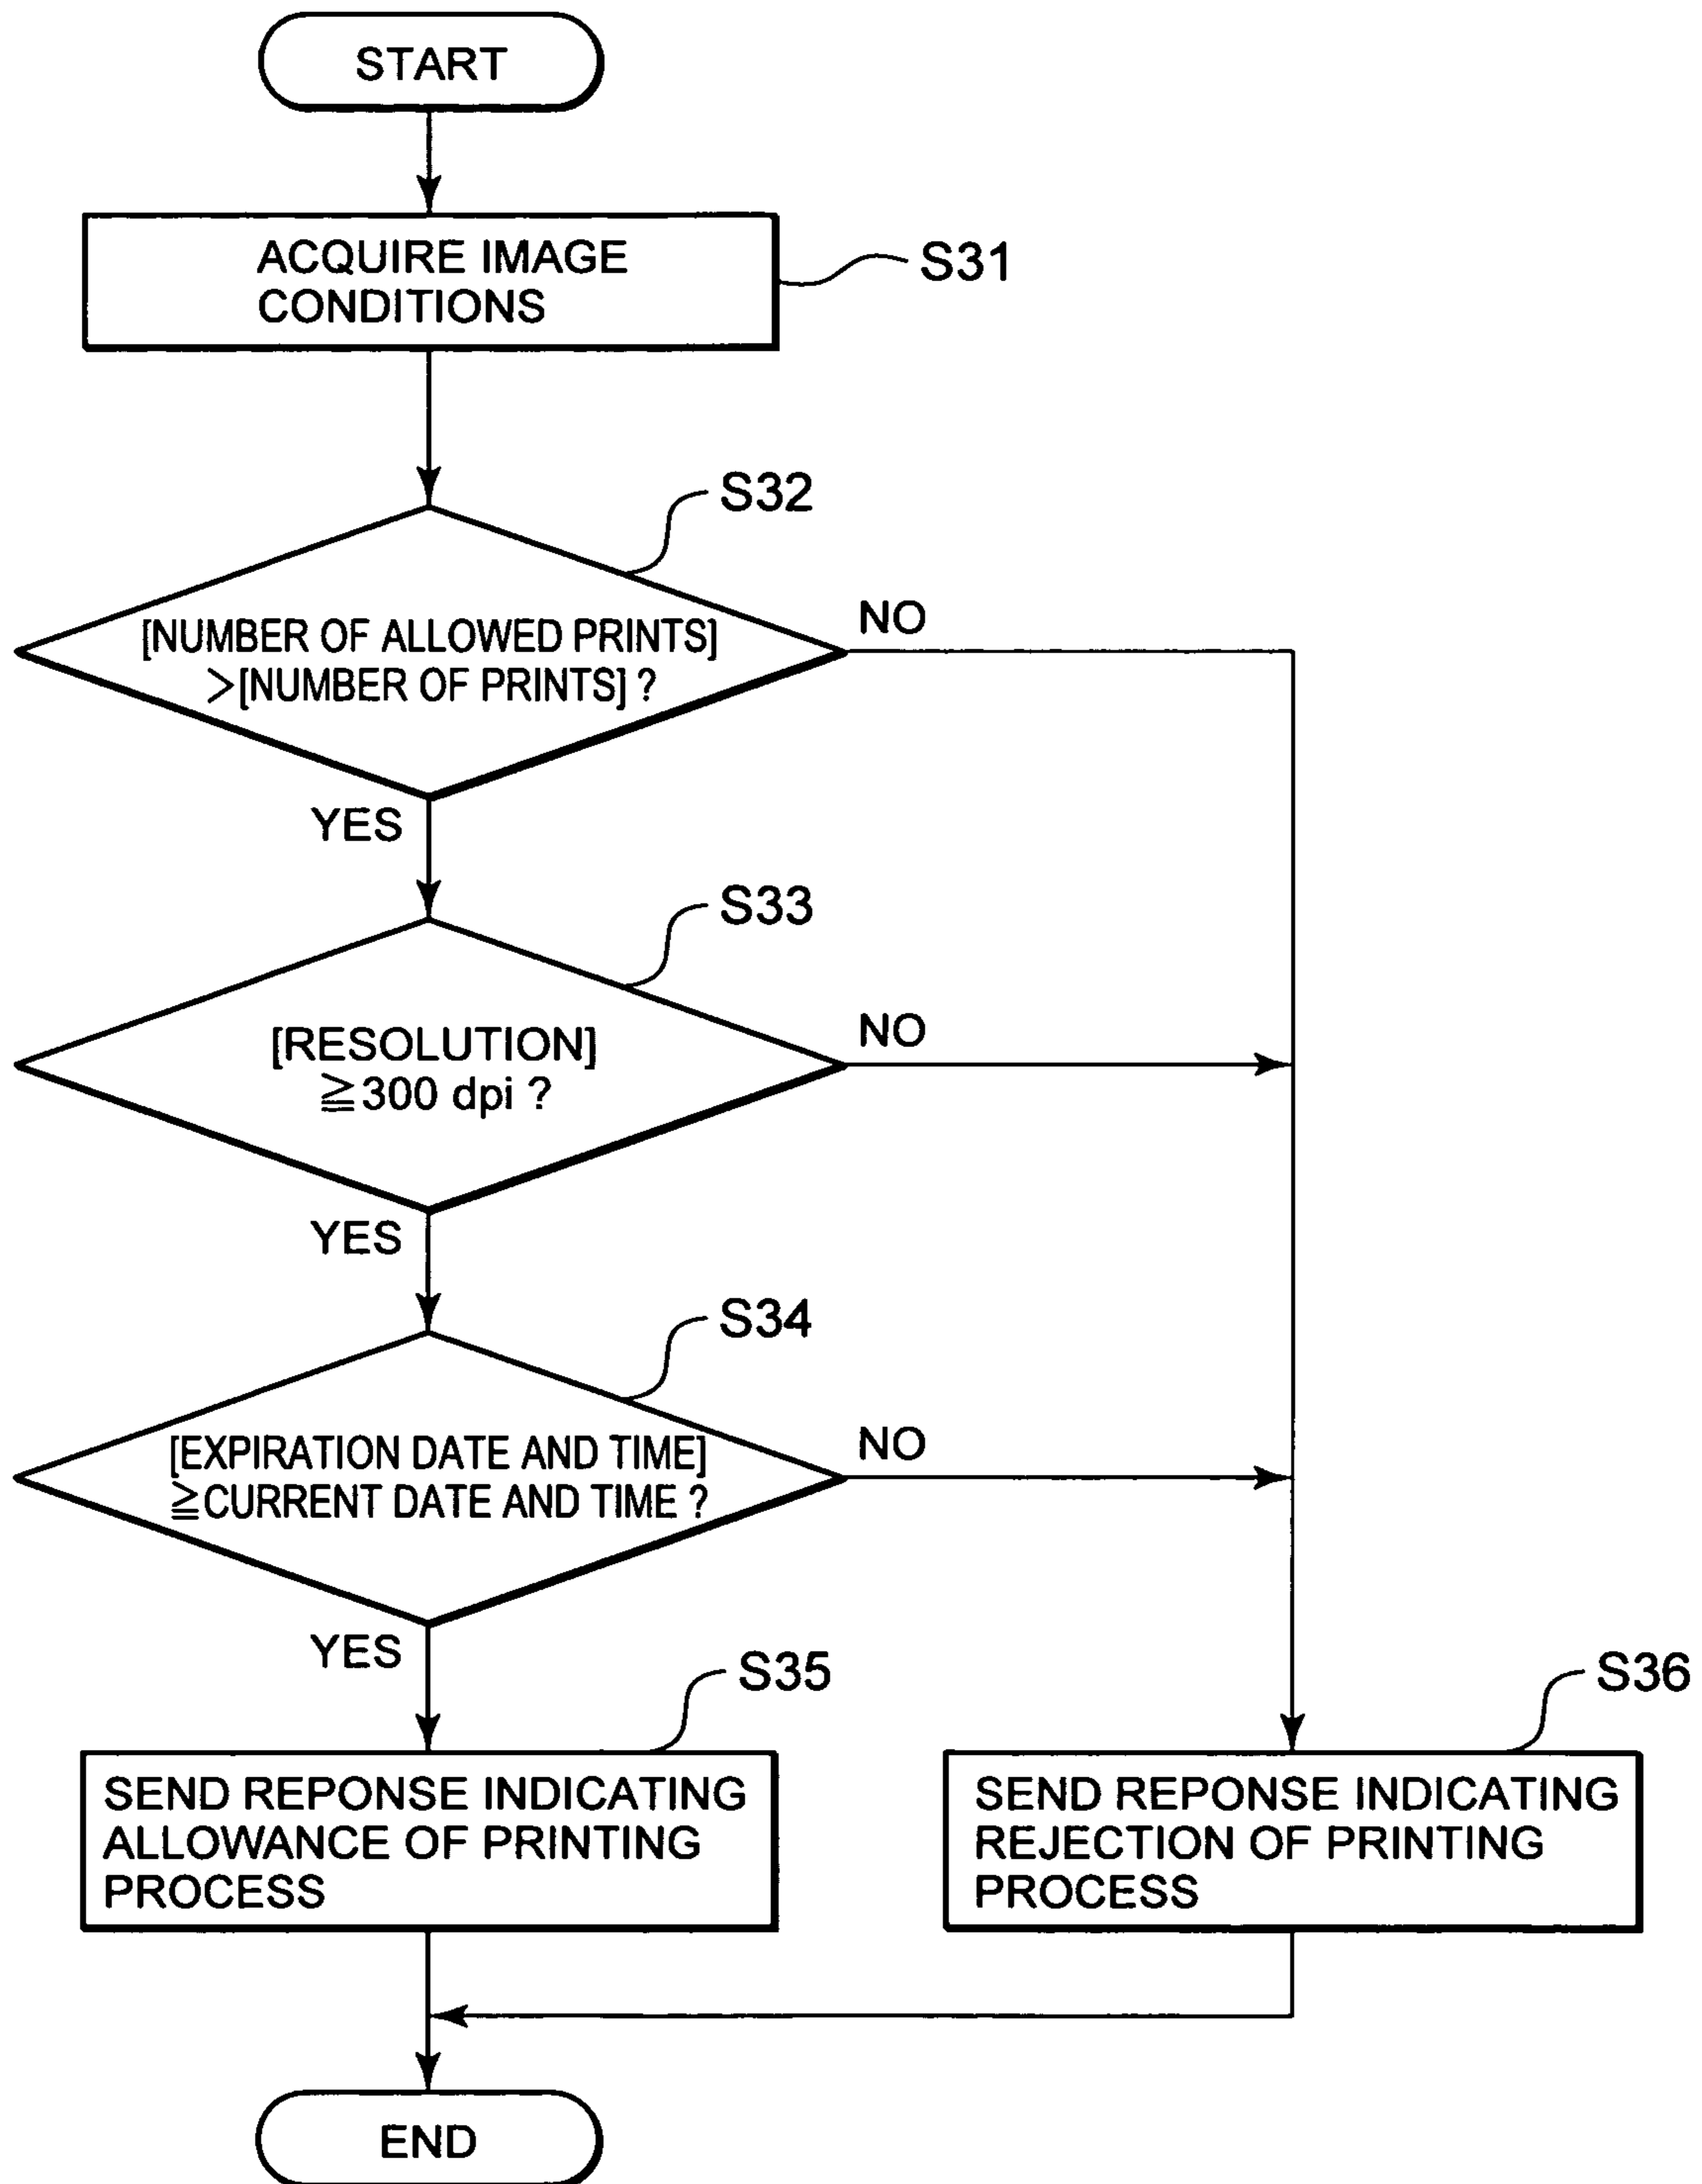 START
ACQUIRE IMAGE
CONDITIONS
S31
S32
[NUMBER OF ALLOWED PRINTS]
>[NUMBER OF PRINTS] ?
NO
YES
S33
[RESOLUTION]
≧300 dpi ?
NO
YES
S34
[EXPIRATION DATE AND TIME]
≧CURRENT DATE AND TIME ?
NO
YES
S35
SEND REPONSE INDICATING
ALLOWANCE OF PRINTING
PROCESS
S36
SEND REPONSE INDICATING
REJECTION OF PRINTING
PROCESS
END